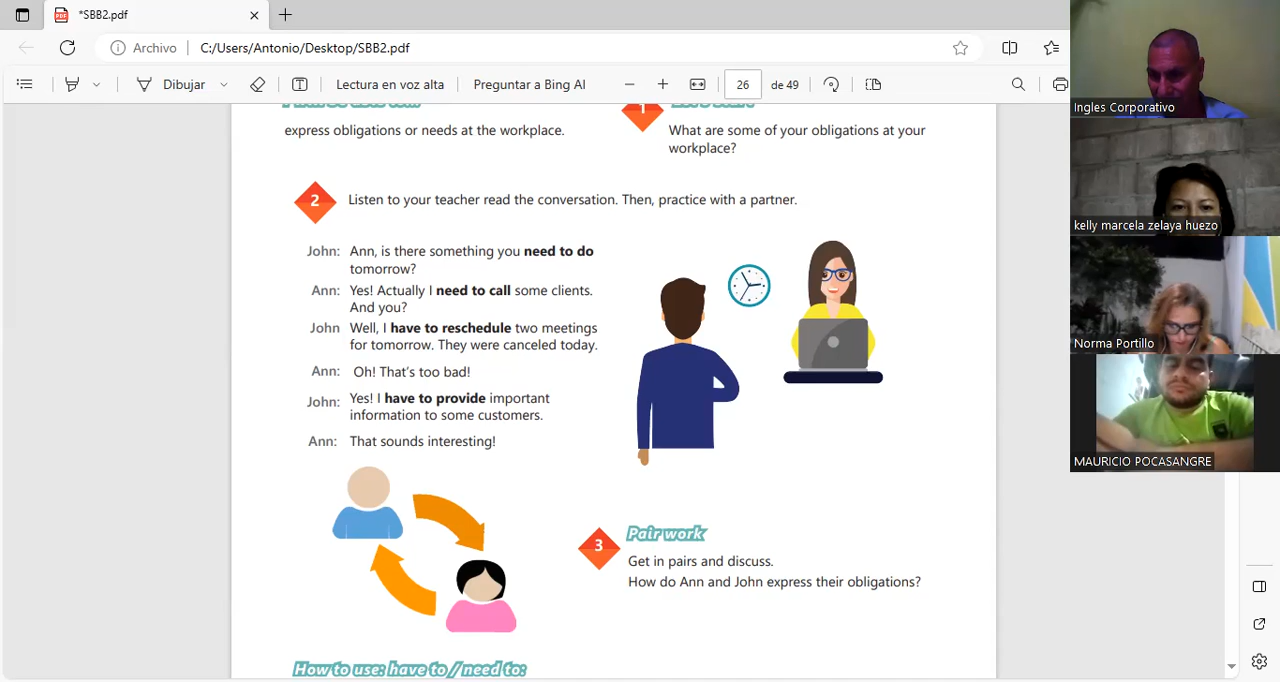 *SBB2.pdf
Archivo
C:/Users/Antonio/Desktop/SBB2.pdf
Dibujar
Lectura en voz alta
Preguntar a Bing AI
26
de 49
express obligations or needs at the workplace.
1
What are some of your obligations at your
workplace?
2
Listen to your teacher read the conversation. Then, practice with a partner.
John: Ann, is there something you need to do
tomorrow?
Ann: Yes! Actually I need to call some clients.
And you?
John Well, I have to reschedule two meetings
for tomorrow. They were canceled today.
Ann: Oh! That's too bad!
John: Yes! I have to provide important
information to some customers.
Ann: That sounds interesting!
3
Pair work
Get in pairs and discuss.
How do Ann and John express their obligations?
How to use: have to / need to:
Ingles Corporativo
kelly marcela zelaya huezo
Norma Portillo
MAURICIO POCASANGRE